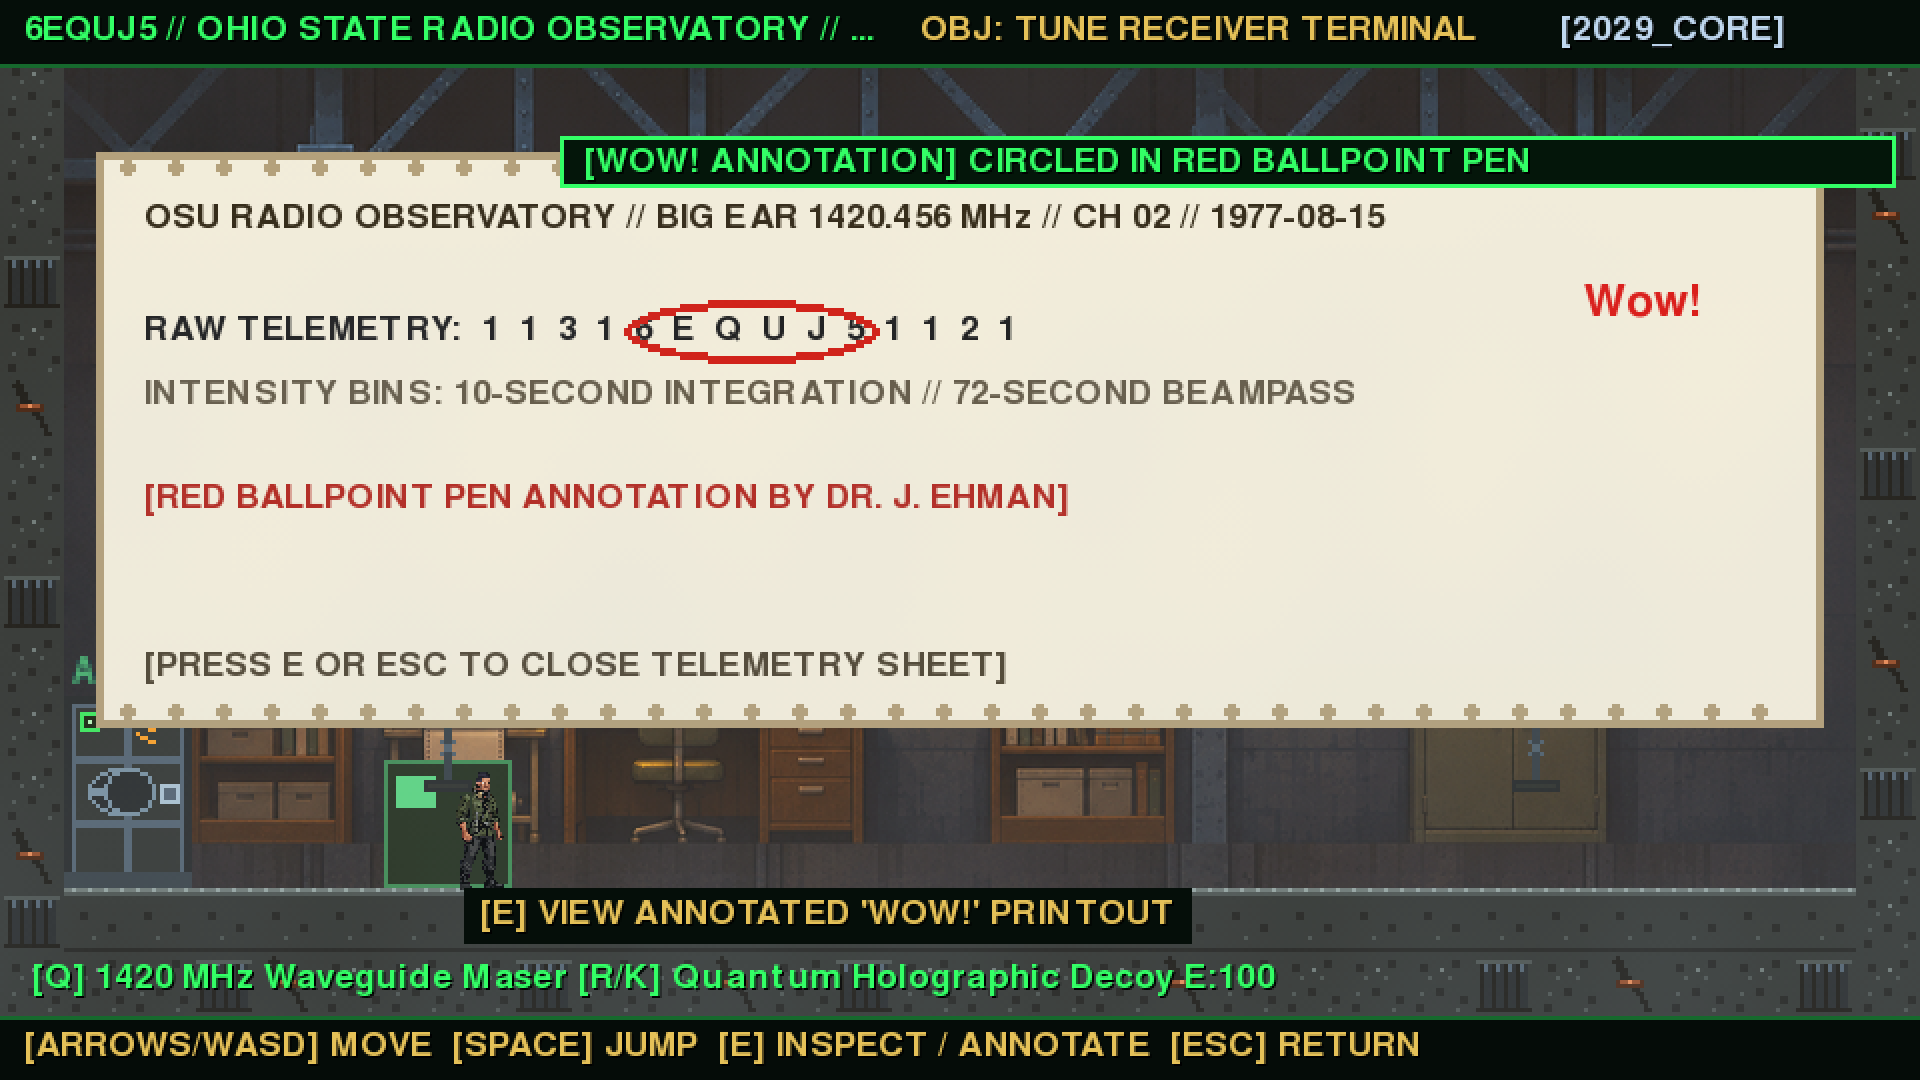 6EQUJ5 // OHIO STATE RADIO OBSERVATORY // ... OBJ: TUNE RECEIVER TERMINAL [2029_CORE]
[WOW! ANNOTATION] CIRCLED IN RED BALLPOINT PEN
OSU RADIO OBSERVATORY // BIG EAR 1420.456 MHz // CH 02 // 1977-08-15
Wow!
RAW TELEMETRY: 1 1 3 1 6 E Q U J 5 1 1 2 1
INTENSITY BINS: 10-SECOND INTEGRATION // 72-SECOND BEAMPASS
[RED BALLPOINT PEN ANNOTATION BY DR. J. EHMAN]
[PRESS E OR ESC TO CLOSE TELEMETRY SHEET]
[E] VIEW ANNOTATED 'WOW!' PRINTOUT
[Q] 1420 MHz Waveguide Maser [R/K] Quantum Holographic Decoy E:100
[ARROWS/WASD] MOVE [SPACE] JUMP [E] INSPECT / ANNOTATE [ESC] RETURN